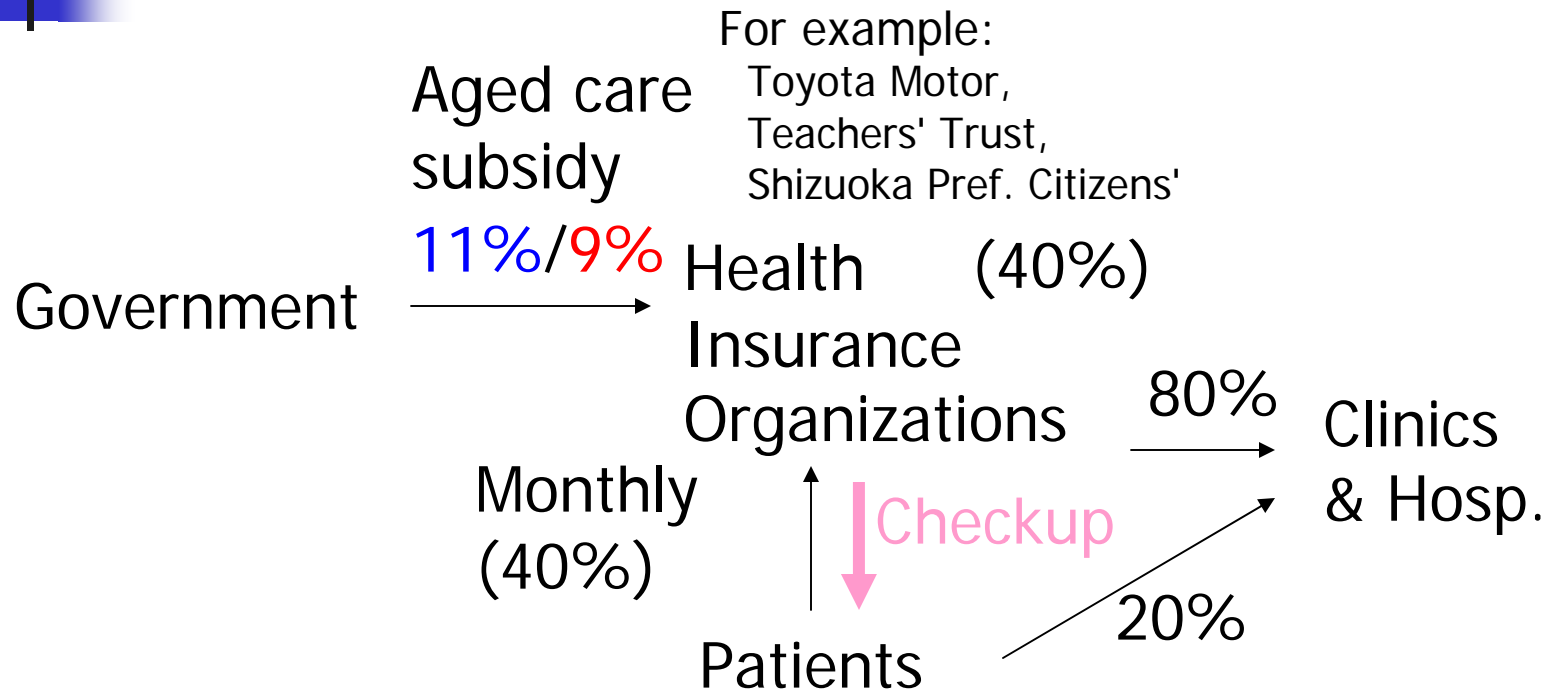 For example:
Toyota Motor,
Teachers' Trust,
Shizuoka Pref. Citizens'
Aged care
subsidy
11%/9%
Government
Health (40%)
Insurance
Organizations
80%
Clinics
& Hosp.
Monthly
(40%)
Checkup
20%
Patients